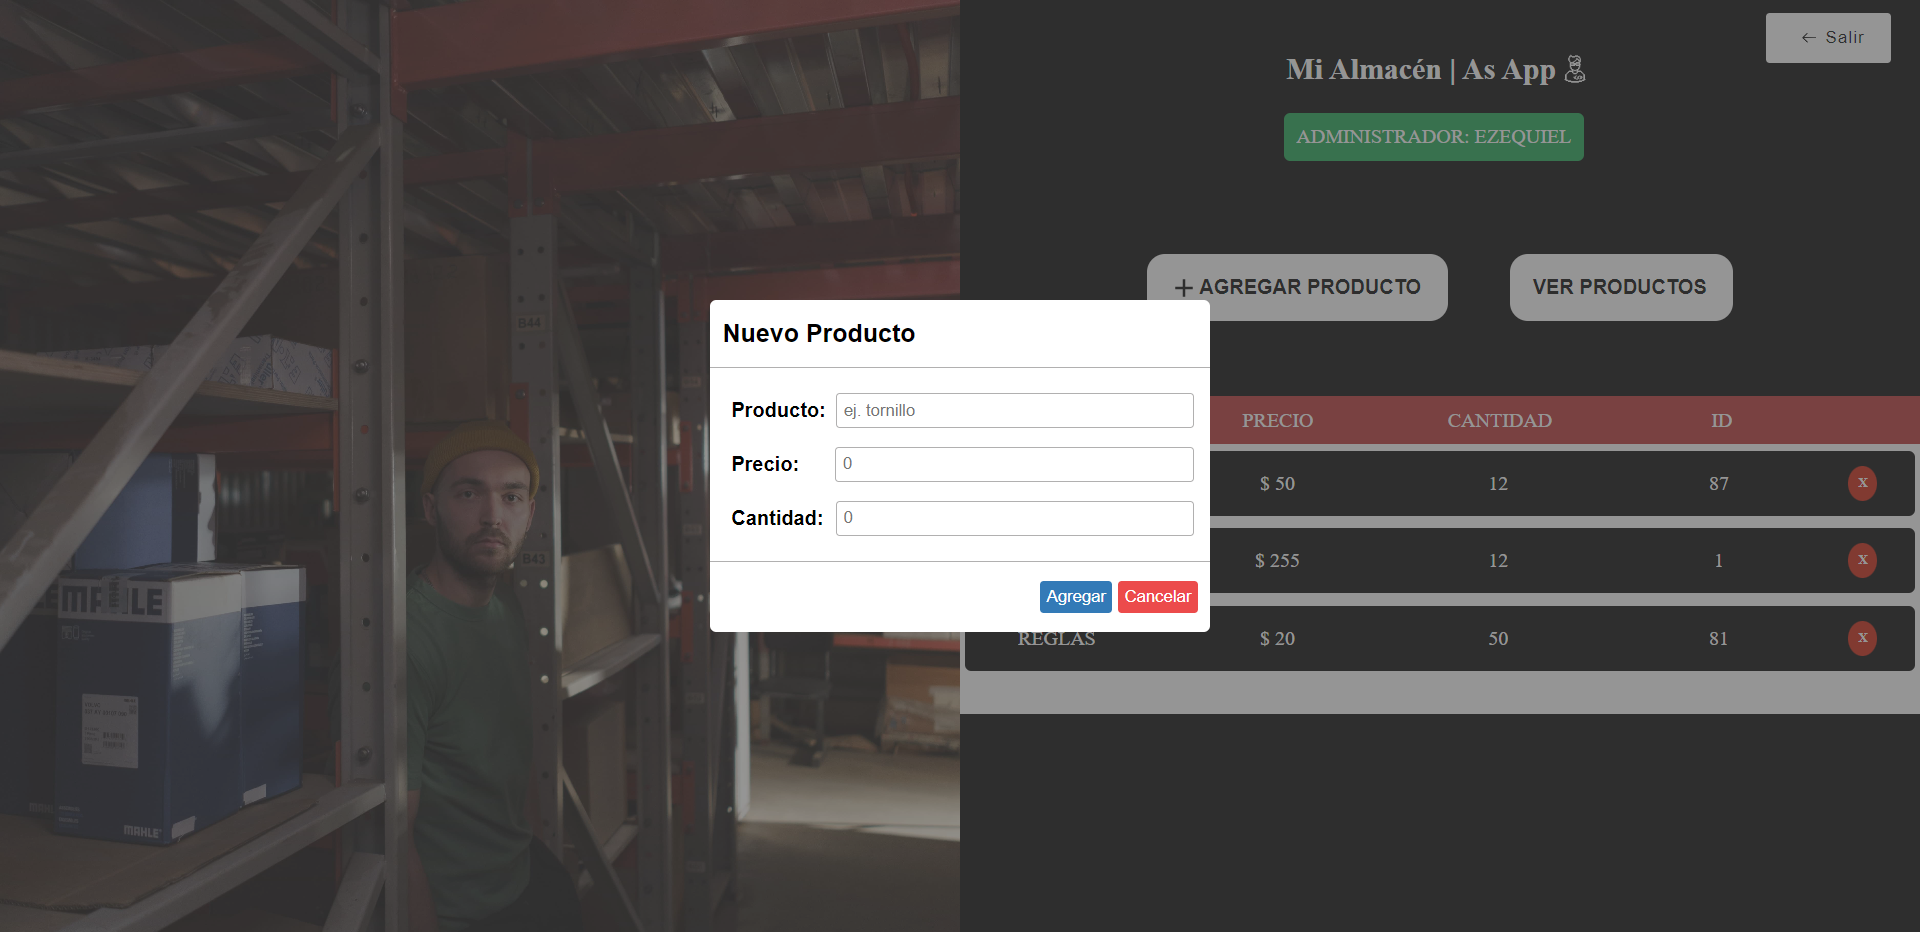 ← Salir
Mi Almacén | As App
ADMINISTRADOR: EZEQUIEL
+ AGREGAR PRODUCTO
VER PRODUCTOS
Nuevo Producto
Producto: ej. tornillo
Precio: 0
Cantidad: 0
Agregar Cancelar
PRECIO CANTIDAD ID
$ 50 12 87 x
$ 255 12 1 x
REGLAS $ 20 50 81 x
B44
B43
MAHLE
MAHLE